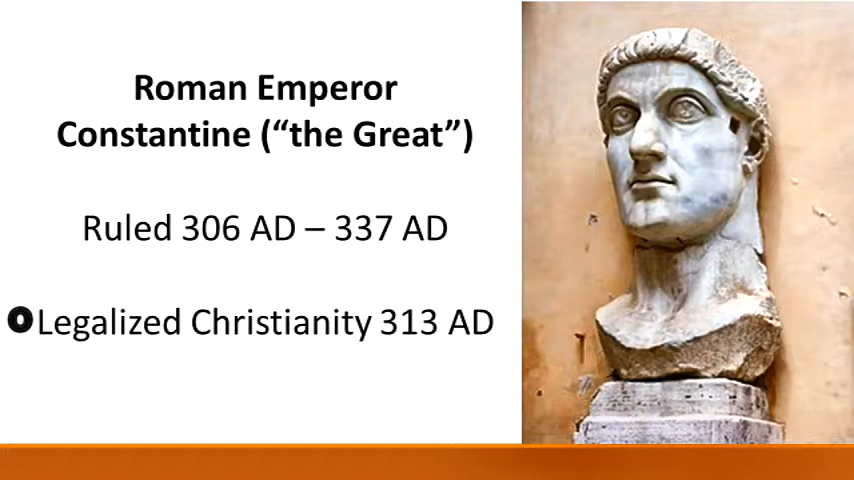 Roman Emperor
Constantine (“the Great”)
Ruled 306 AD – 337 AD
Legalized Christianity 313 AD